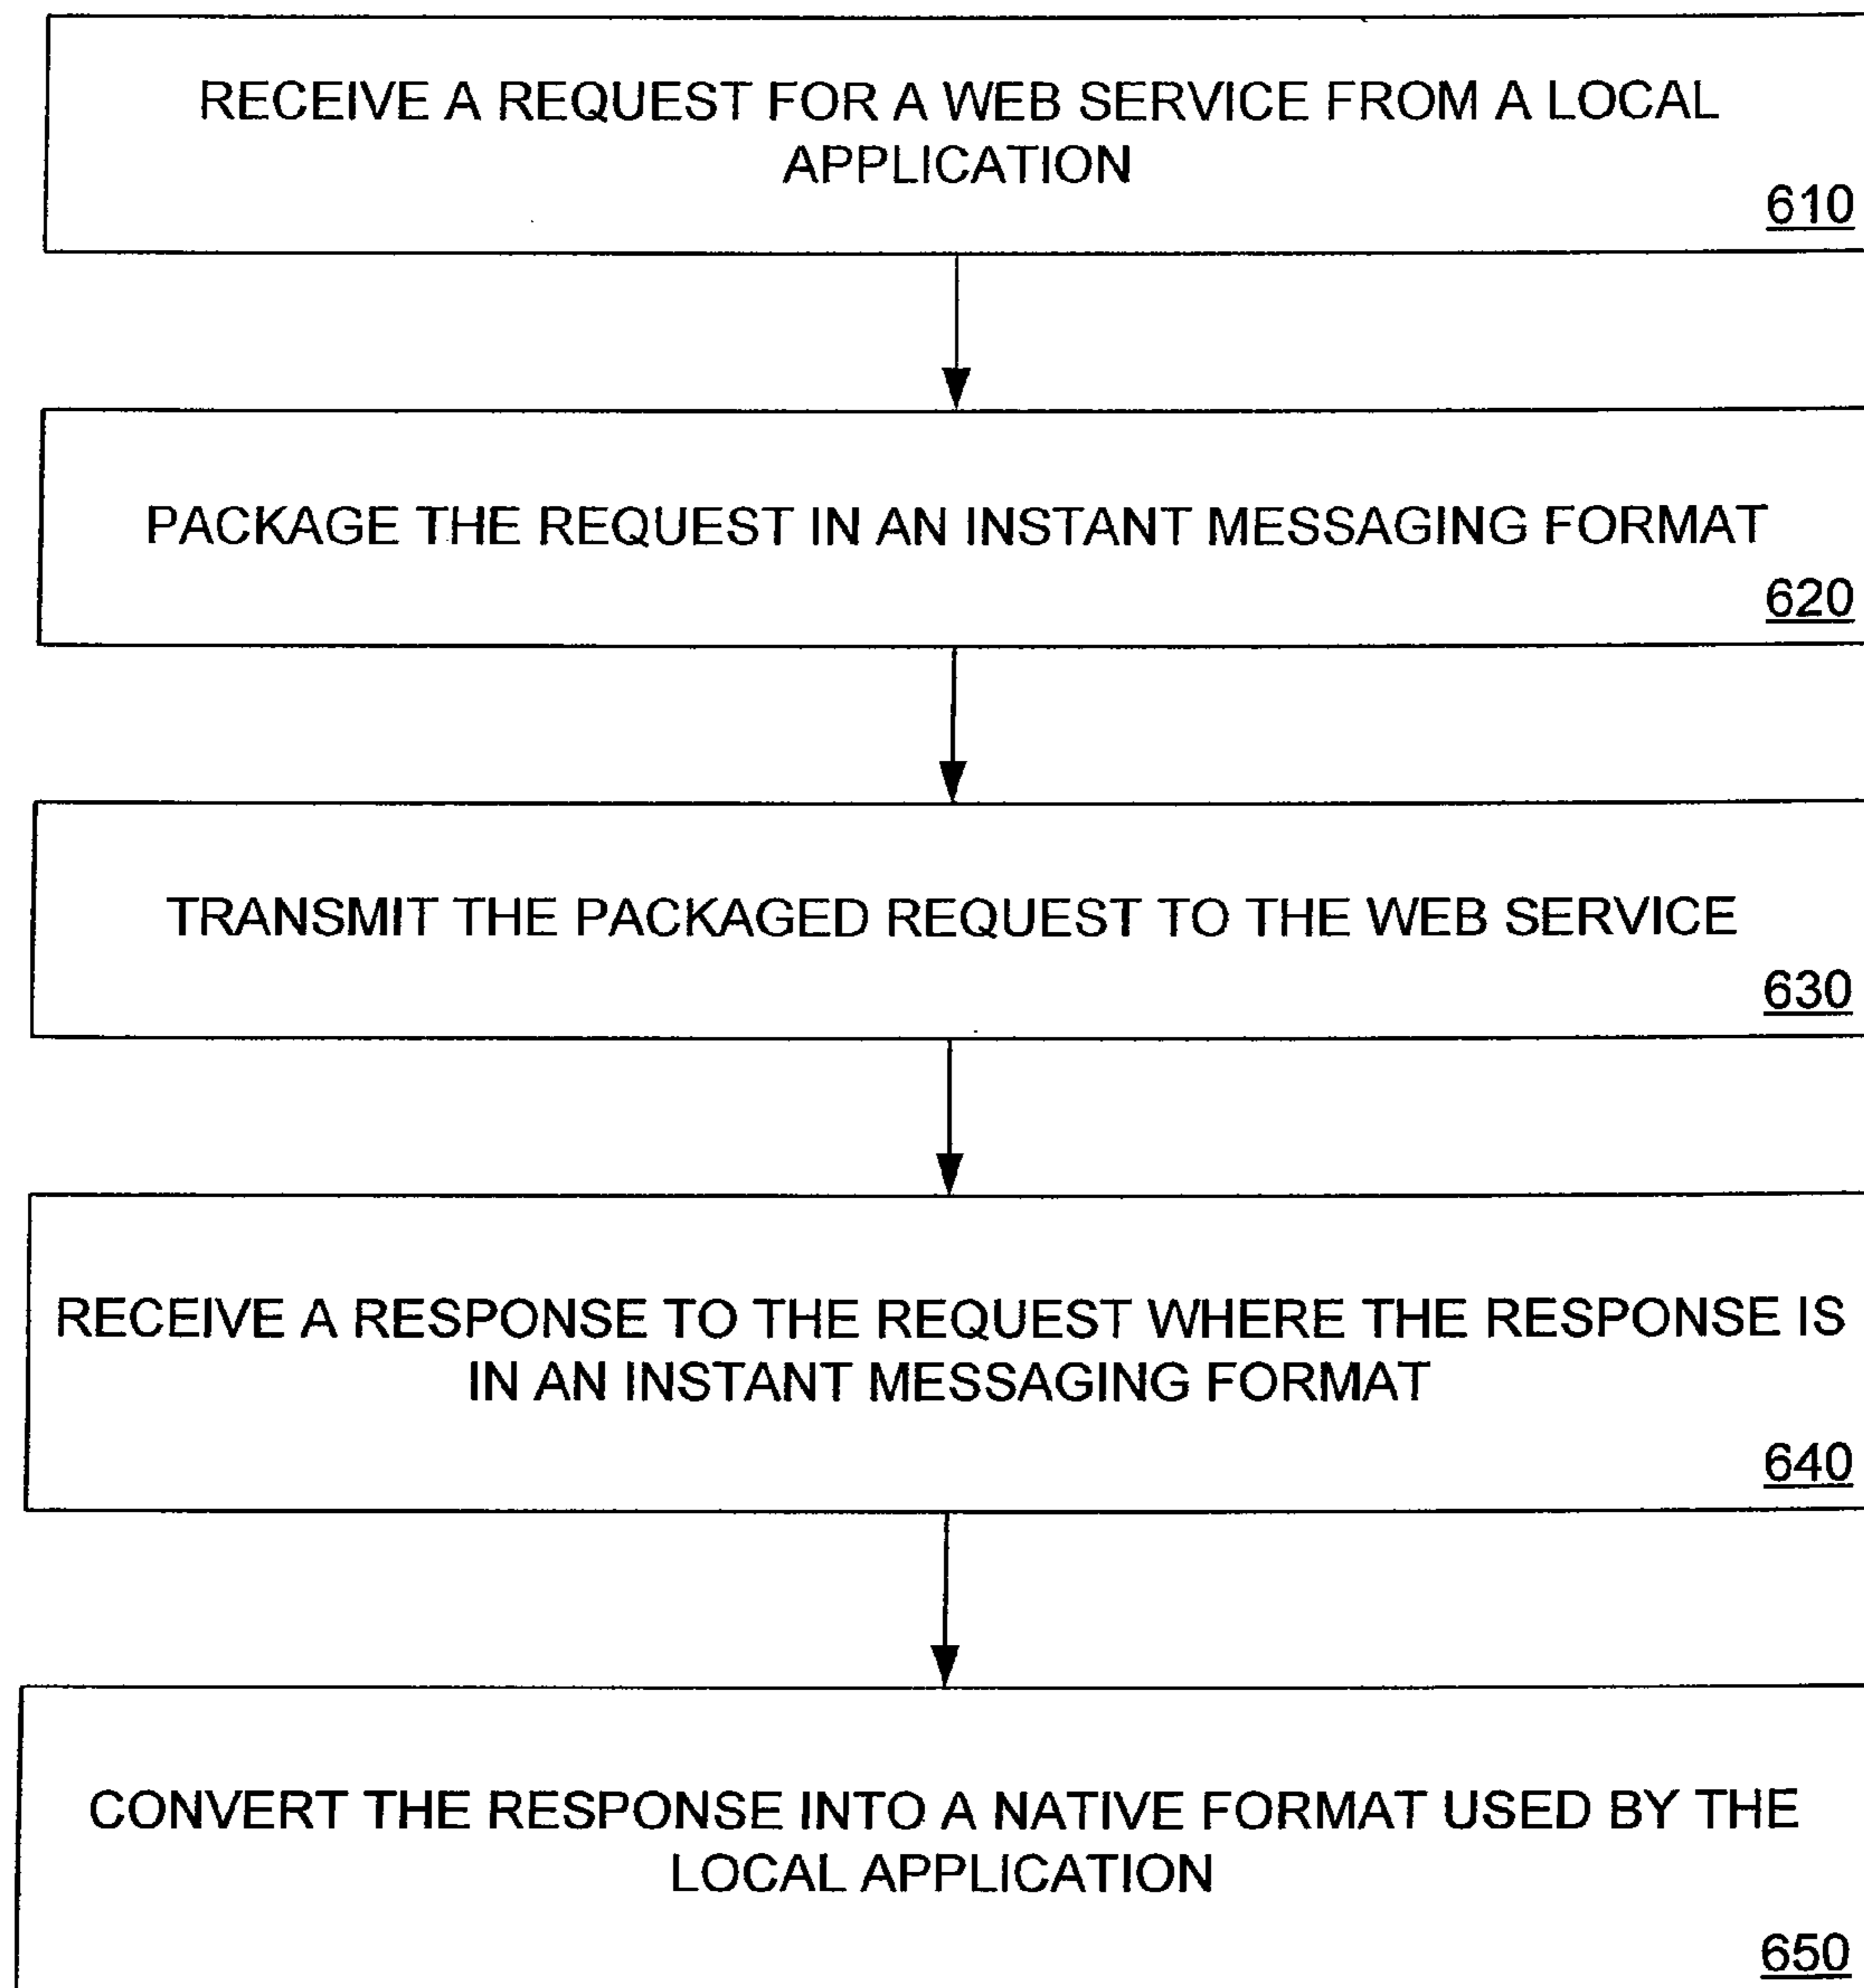 RECEIVE A REQUEST FOR A WEB SERVICE FROM A LOCAL
APPLICATION
610
PACKAGE THE REQUEST IN AN INSTANT MESSAGING FORMAT
620
TRANSMIT THE PACKAGED REQUEST TO THE WEB SERVICE
630
RECEIVE A RESPONSE TO THE REQUEST WHERE THE RESPONSE IS
IN AN INSTANT MESSAGING FORMAT
640
CONVERT THE RESPONSE INTO A NATIVE FORMAT USED BY THE
LOCAL APPLICATION
650